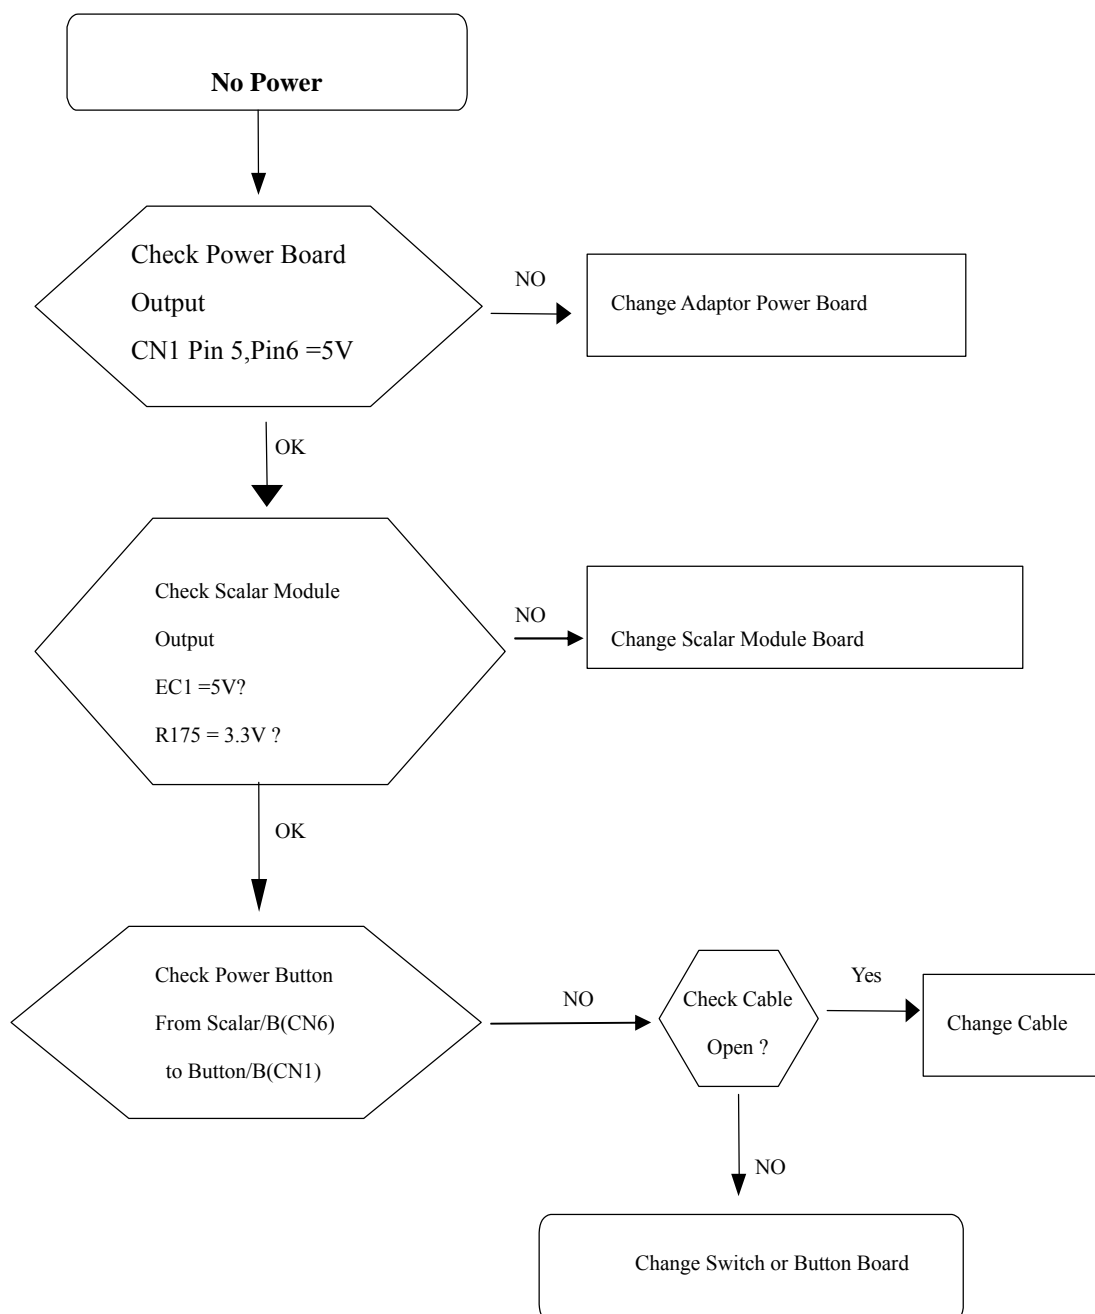 No Power
Check Power Board
Output
CN1 Pin 5,Pin6 =5V
NO
Change Adaptor Power Board
OK
Check Scalar Module
Output
EC1 =5V?
R175 = 3.3V ?
NO
Change Scalar Module Board
OK
Check Power Button
From Scalar/B(CN6)
to Button/B(CN1)
NO
Check Cable
Open ?
Yes
Change Cable
NO
Change Switch or Button Board